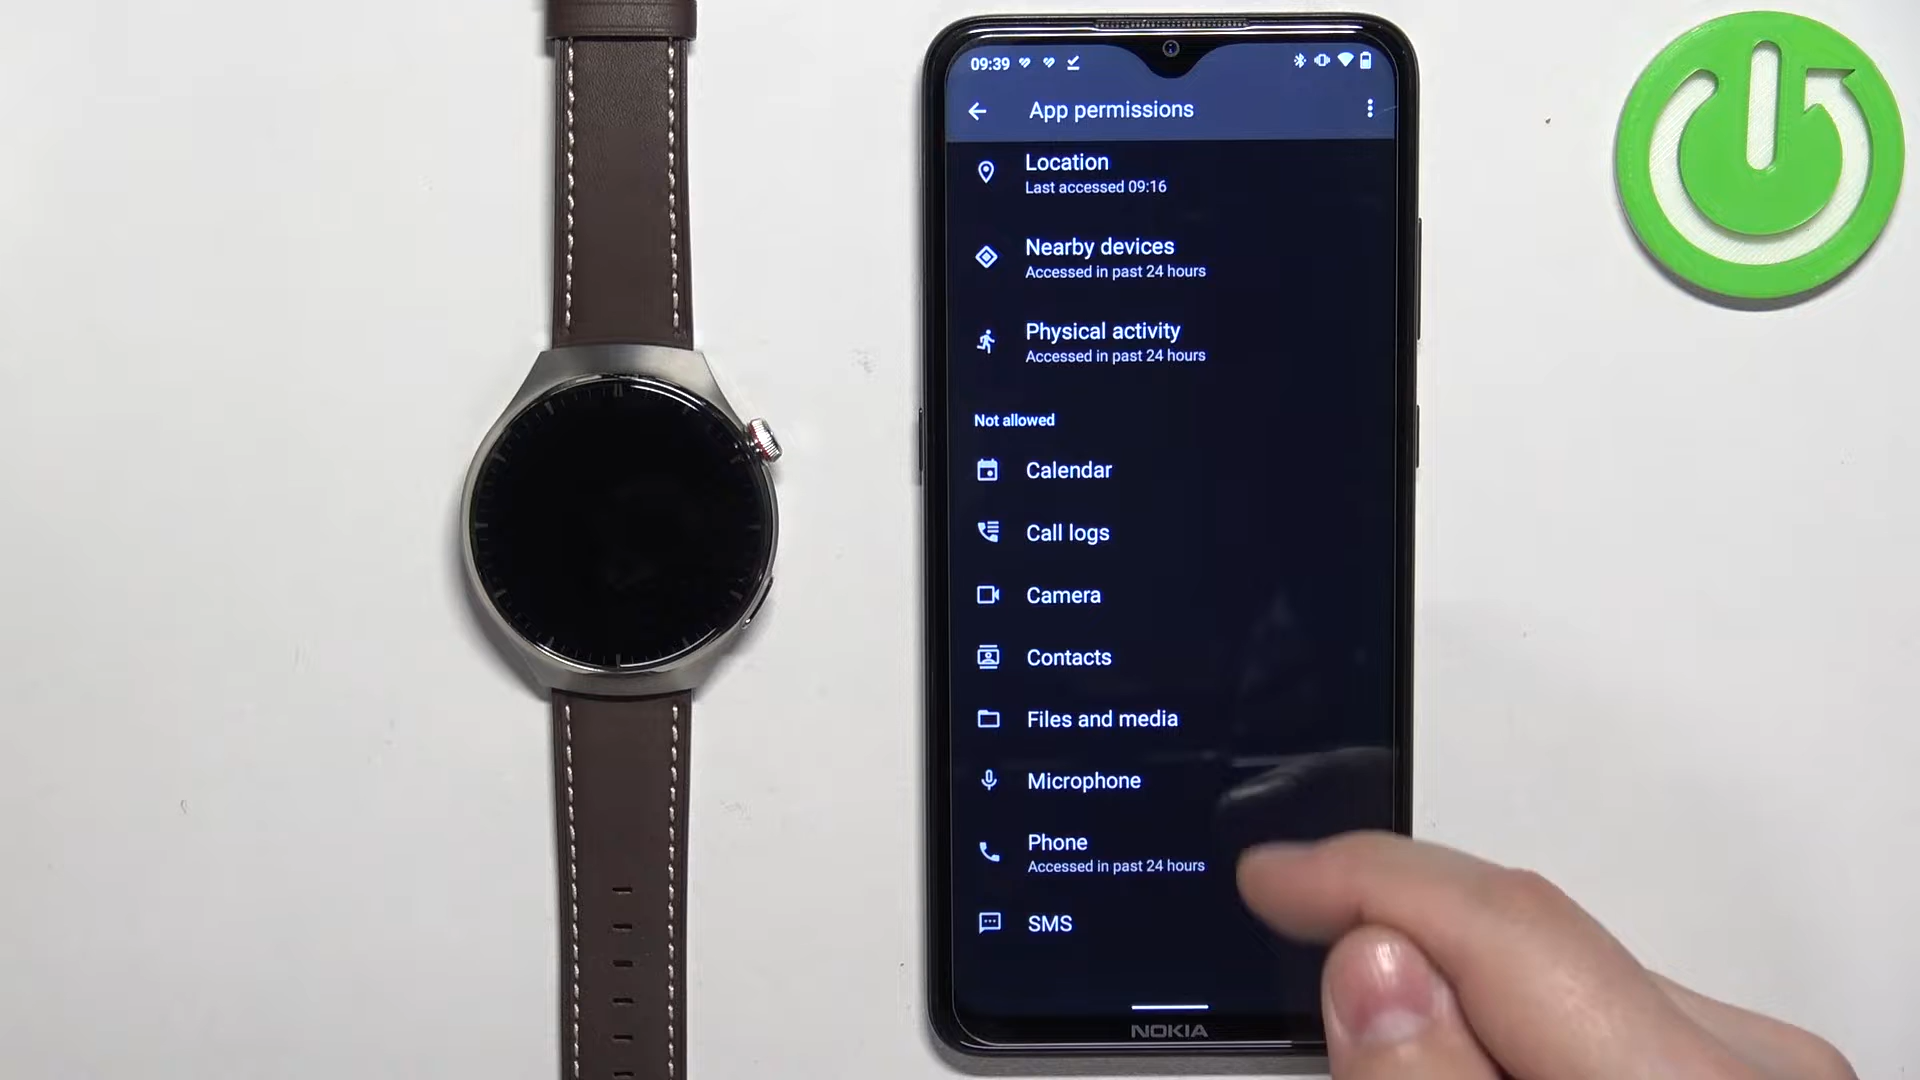 09:39
App permissions
Location
Last accessed 09:16
Nearby devices
Accessed in past 24 hours
Physical activity
Accessed in past 24 hours
Not allowed
Calendar
Call logs
Camera
Contacts
Files and media
Microphone
Phone
Accessed in past 24 hours
SMS
NOKIA